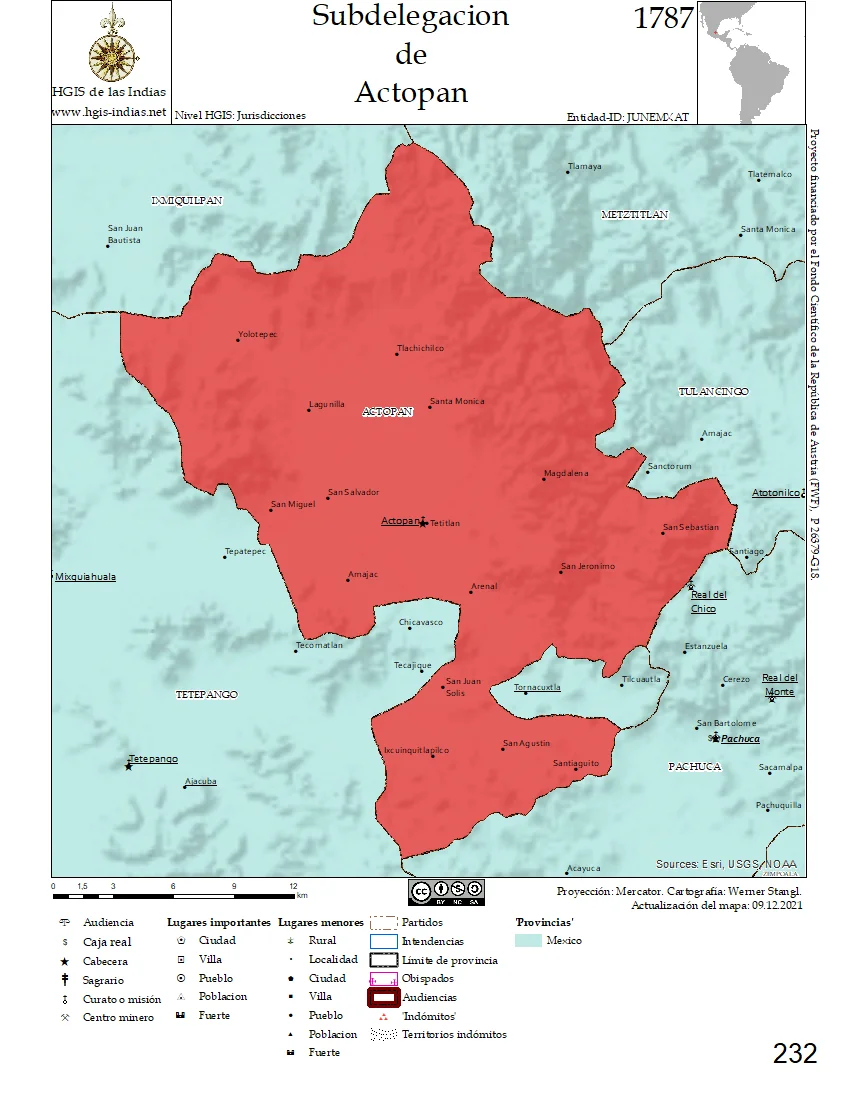 Subdelegacion
de
Actopan
1787
HGIS de las Indias
www.hgis-indias.net
Nivel HGIS: Jurisdicciones
Entidad-ID: JUNEMXAT
Proyecto financiado por el Fondo Científico de la República de Austria (FWF), P 26379-G18.
Tlamaya
Tlatemalco
IXMIQUILPAN
METZTITLAN
San Juan
Bautista
Santa Monica
Yolotepec
Tlachichilco
TULANCINGO
Lagunilla
ACTOPAN
Santa Monica
Amajac
Sanctorum
Magdalena
San Salvador
Atotonilco
San Miguel
Actopan
Tetitlan
San Sebastian
Tepatepec
Santiago
San Jeronimo
Mixquiahuala
Amajac
Arenal
Real del
Chico
Chicavasco
Tecomatlan
Estanzuela
Tecajique
San Juan
Solis
Tornacuxtla
Tilcuautla
Cerezo
Real del
Monte
TETEPANGO
San Bartolome
Pachuca
Ixcuinquitlapilco
San Agustin
Santiaguito
Tetepango
PACHUCA
Sacamalpa
Ajacuba
Pachuquilla
Acayuca
Sources: Esri, USGS, NOAA
ZIMPOALA
0 1,5 3 6 9 12
km
cc BY NC SA
Proyección: Mercator. Cartografía: Werner Stangl.
Actualización del mapa: 09.12.2021
Audiencia
Caja real
Cabecera
Sagrario
Curato o misión
Centro minero
Lugares importantes
Ciudad
Villa
Pueblo
Poblacion
Fuerte
Lugares menores
Rural
Localidad
Ciudad
Villa
Pueblo
Poblacion
Fuerte
Partidos
Intendencias
Límite de provincia
Obispados
Audiencias
'Indómitos'
Territorios indómitos
'Provincias'
Mexico
232